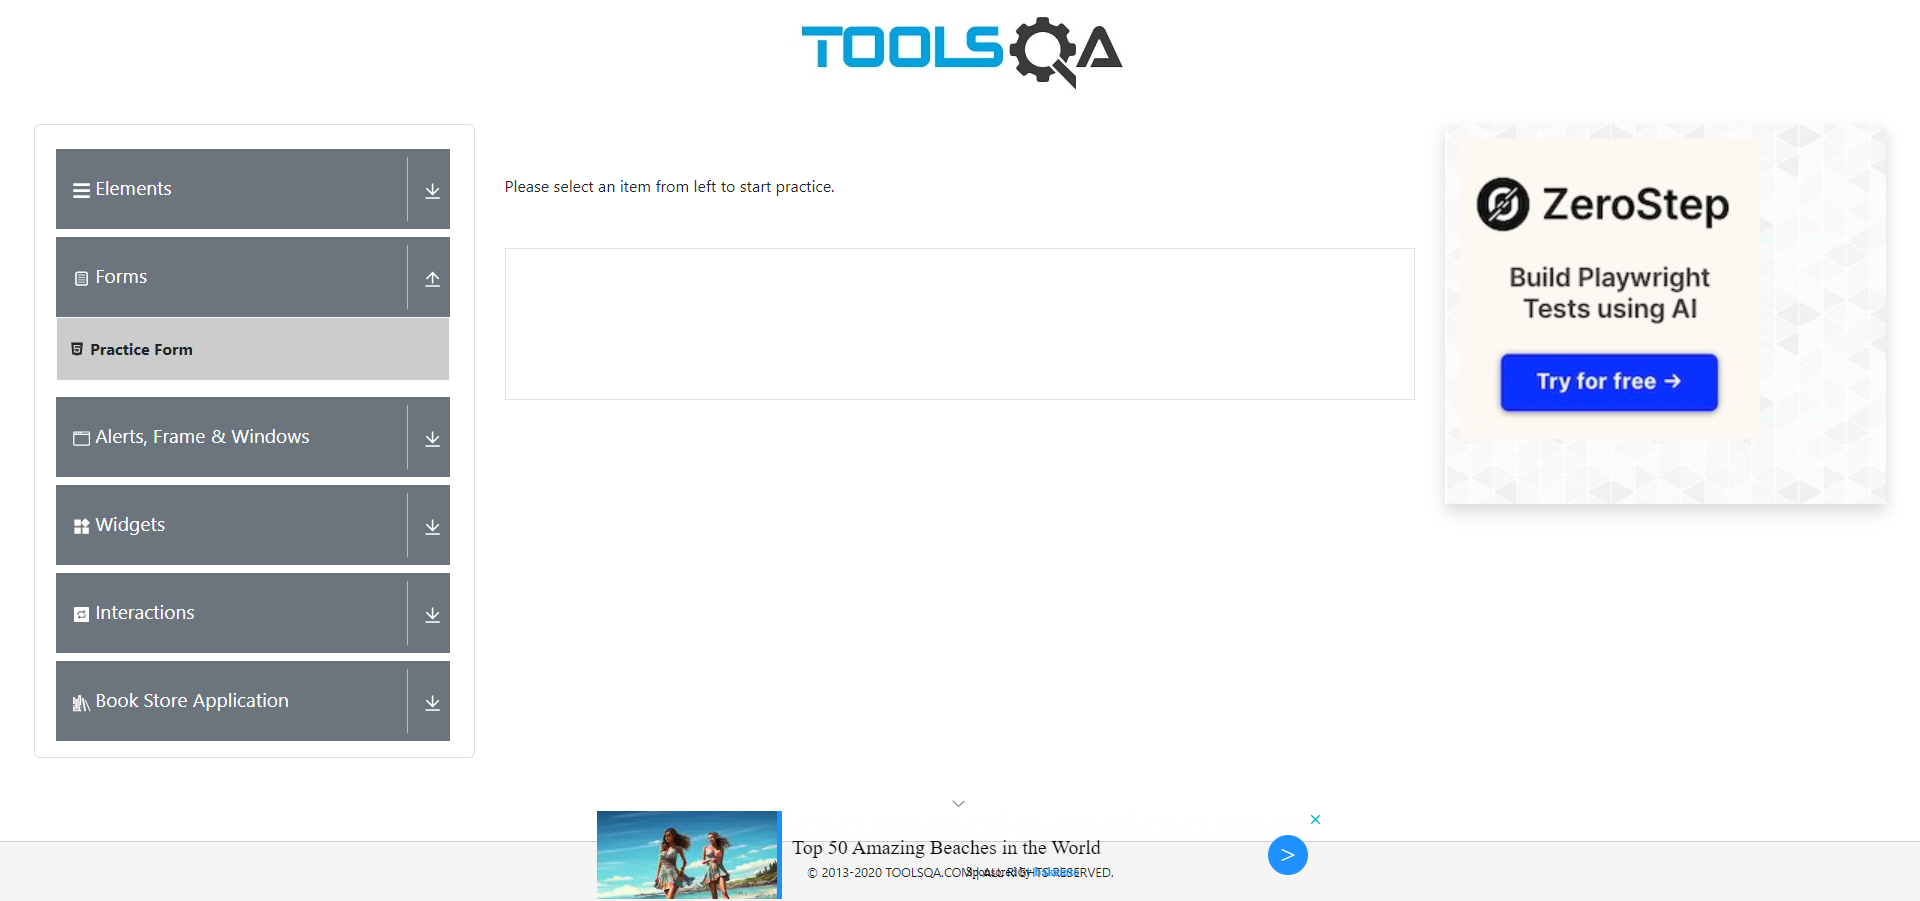 TOOLSQA
Elements
Forms
Practice Form
Alerts, Frame & Windows
Widgets
Interactions
Book Store Application
Please select an item from left to start practice.
ZeroStep
Build Playwright
Tests using AI
Try for free →
Top 50 Amazing Beaches in the World
© 2013-2020 TOOLSQA.COM | ALL RIGHTS RESERVED.
Sponsored by